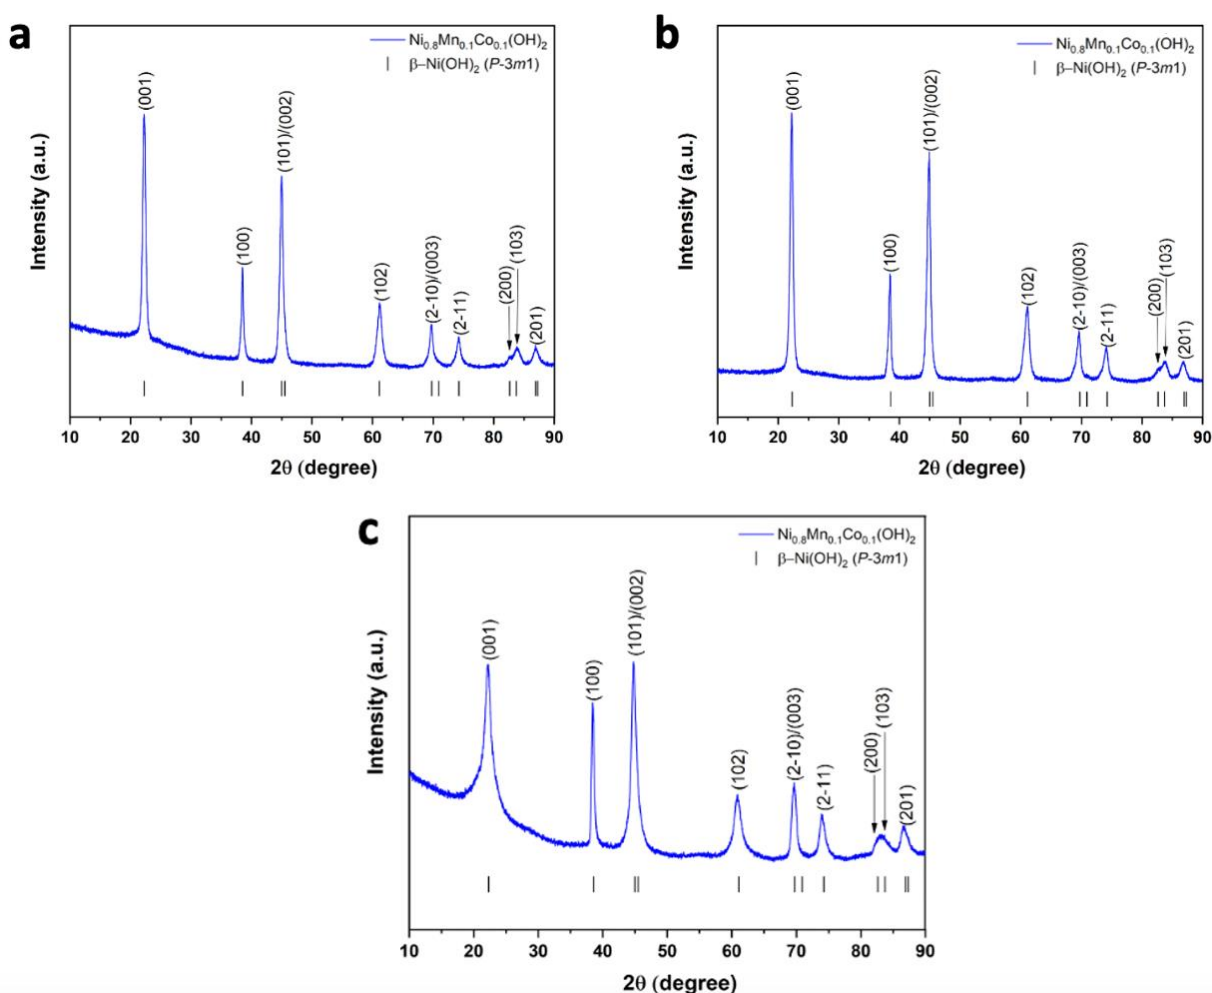 a
Ni0.8Mn0.1Co0.1(OH)2
β–Ni(OH)2 (P-3m1)
(001)
(100)
(101)/(002)
(102)
(2-10)/(003)
(2-11)
(200)
(103)
(201)
Intensity (a.u.)
10 20 30 40 50 60 70 80 90
2θ (degree)
b
Ni0.8Mn0.1Co0.1(OH)2
β–Ni(OH)2 (P-3m1)
(001)
(100)
(101)/(002)
(102)
(2-10)/(003)
(2-11)
(200)
(103)
(201)
Intensity (a.u.)
10 20 30 40 50 60 70 80 90
2θ (degree)
c
Ni0.8Mn0.1Co0.1(OH)2
β–Ni(OH)2 (P-3m1)
(001)
(100)
(101)/(002)
(102)
(2-10)/(003)
(2-11)
(200)
(103)
(201)
Intensity (a.u.)
10 20 30 40 50 60 70 80 90
2θ (degree)